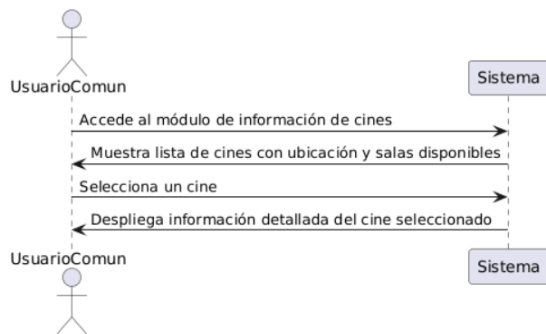 UsuarioComun
Sistema
Accede al módulo de información de cines
Muestra lista de cines con ubicación y salas disponibles
Selecciona un cine
Despliega información detallada del cine seleccionado
UsuarioComun
Sistema